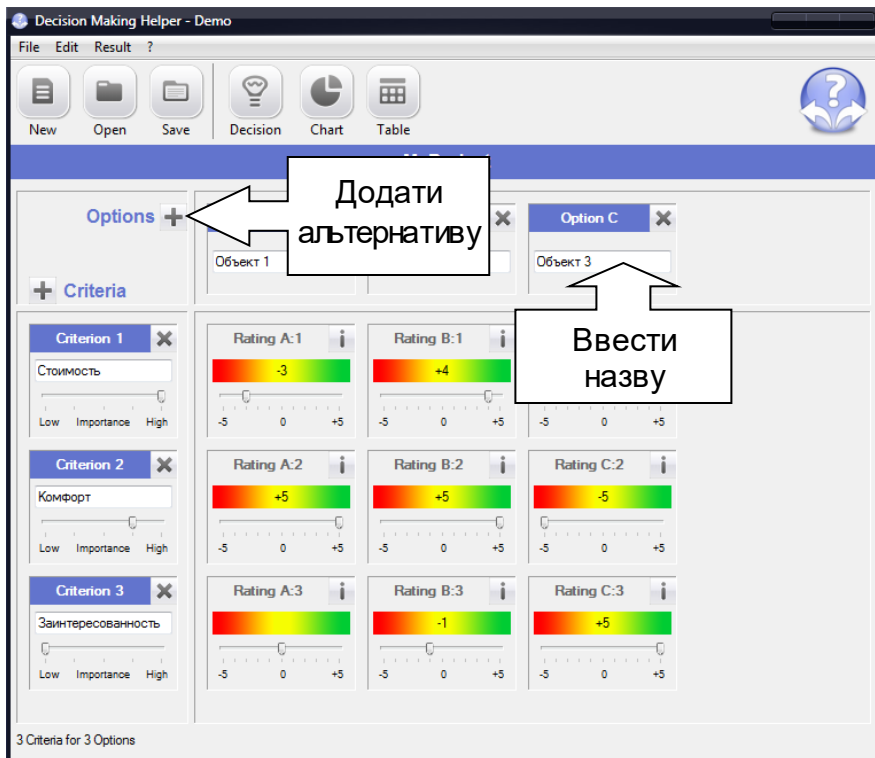 Decision Making Helper - Demo
File Edit Result ?
New Open Save Decision Chart Table
Додати
альтернативу
Options
Option C
Объект 1
Объект 3
Criteria
Ввести
назву
Criterion 1 Rating A:1 Rating B:1
Стоимость -3 +4
Low Importance High -5 0 +5 -5 0 +5 -5 0 +5
Criterion 2 Rating A:2 Rating B:2 Rating C:2
Комфорт +5 +5 -5
Low Importance High -5 0 +5 -5 0 +5 -5 0 +5
Criterion 3 Rating A:3 Rating B:3 Rating C:3
Заинтересованность -1 +5
Low Importance High -5 0 +5 -5 0 +5 -5 0 +5
3 Criteria for 3 Options